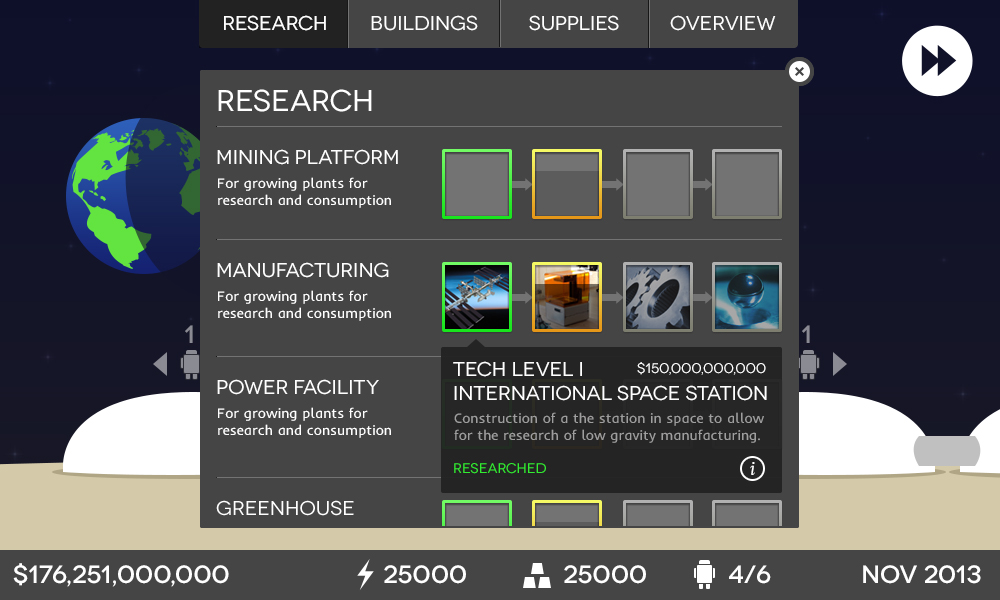 RESEARCH BUILDINGS SUPPLIES OVERVIEW
RESEARCH
MINING PLATFORM
For growing plants for
research and consumption
MANUFACTURING
For growing plants for
research and consumption
1 1
TECH LEVEL I $150,000,000,000
INTERNATIONAL SPACE STATION
Construction of a the station in space to allow
for the research of low gravity manufacturing.
RESEARCHED i
POWER FACILITY
For growing plants for
research and consumption
GREENHOUSE
$176,251,000,000 25000 25000 4/6 NOV 2013